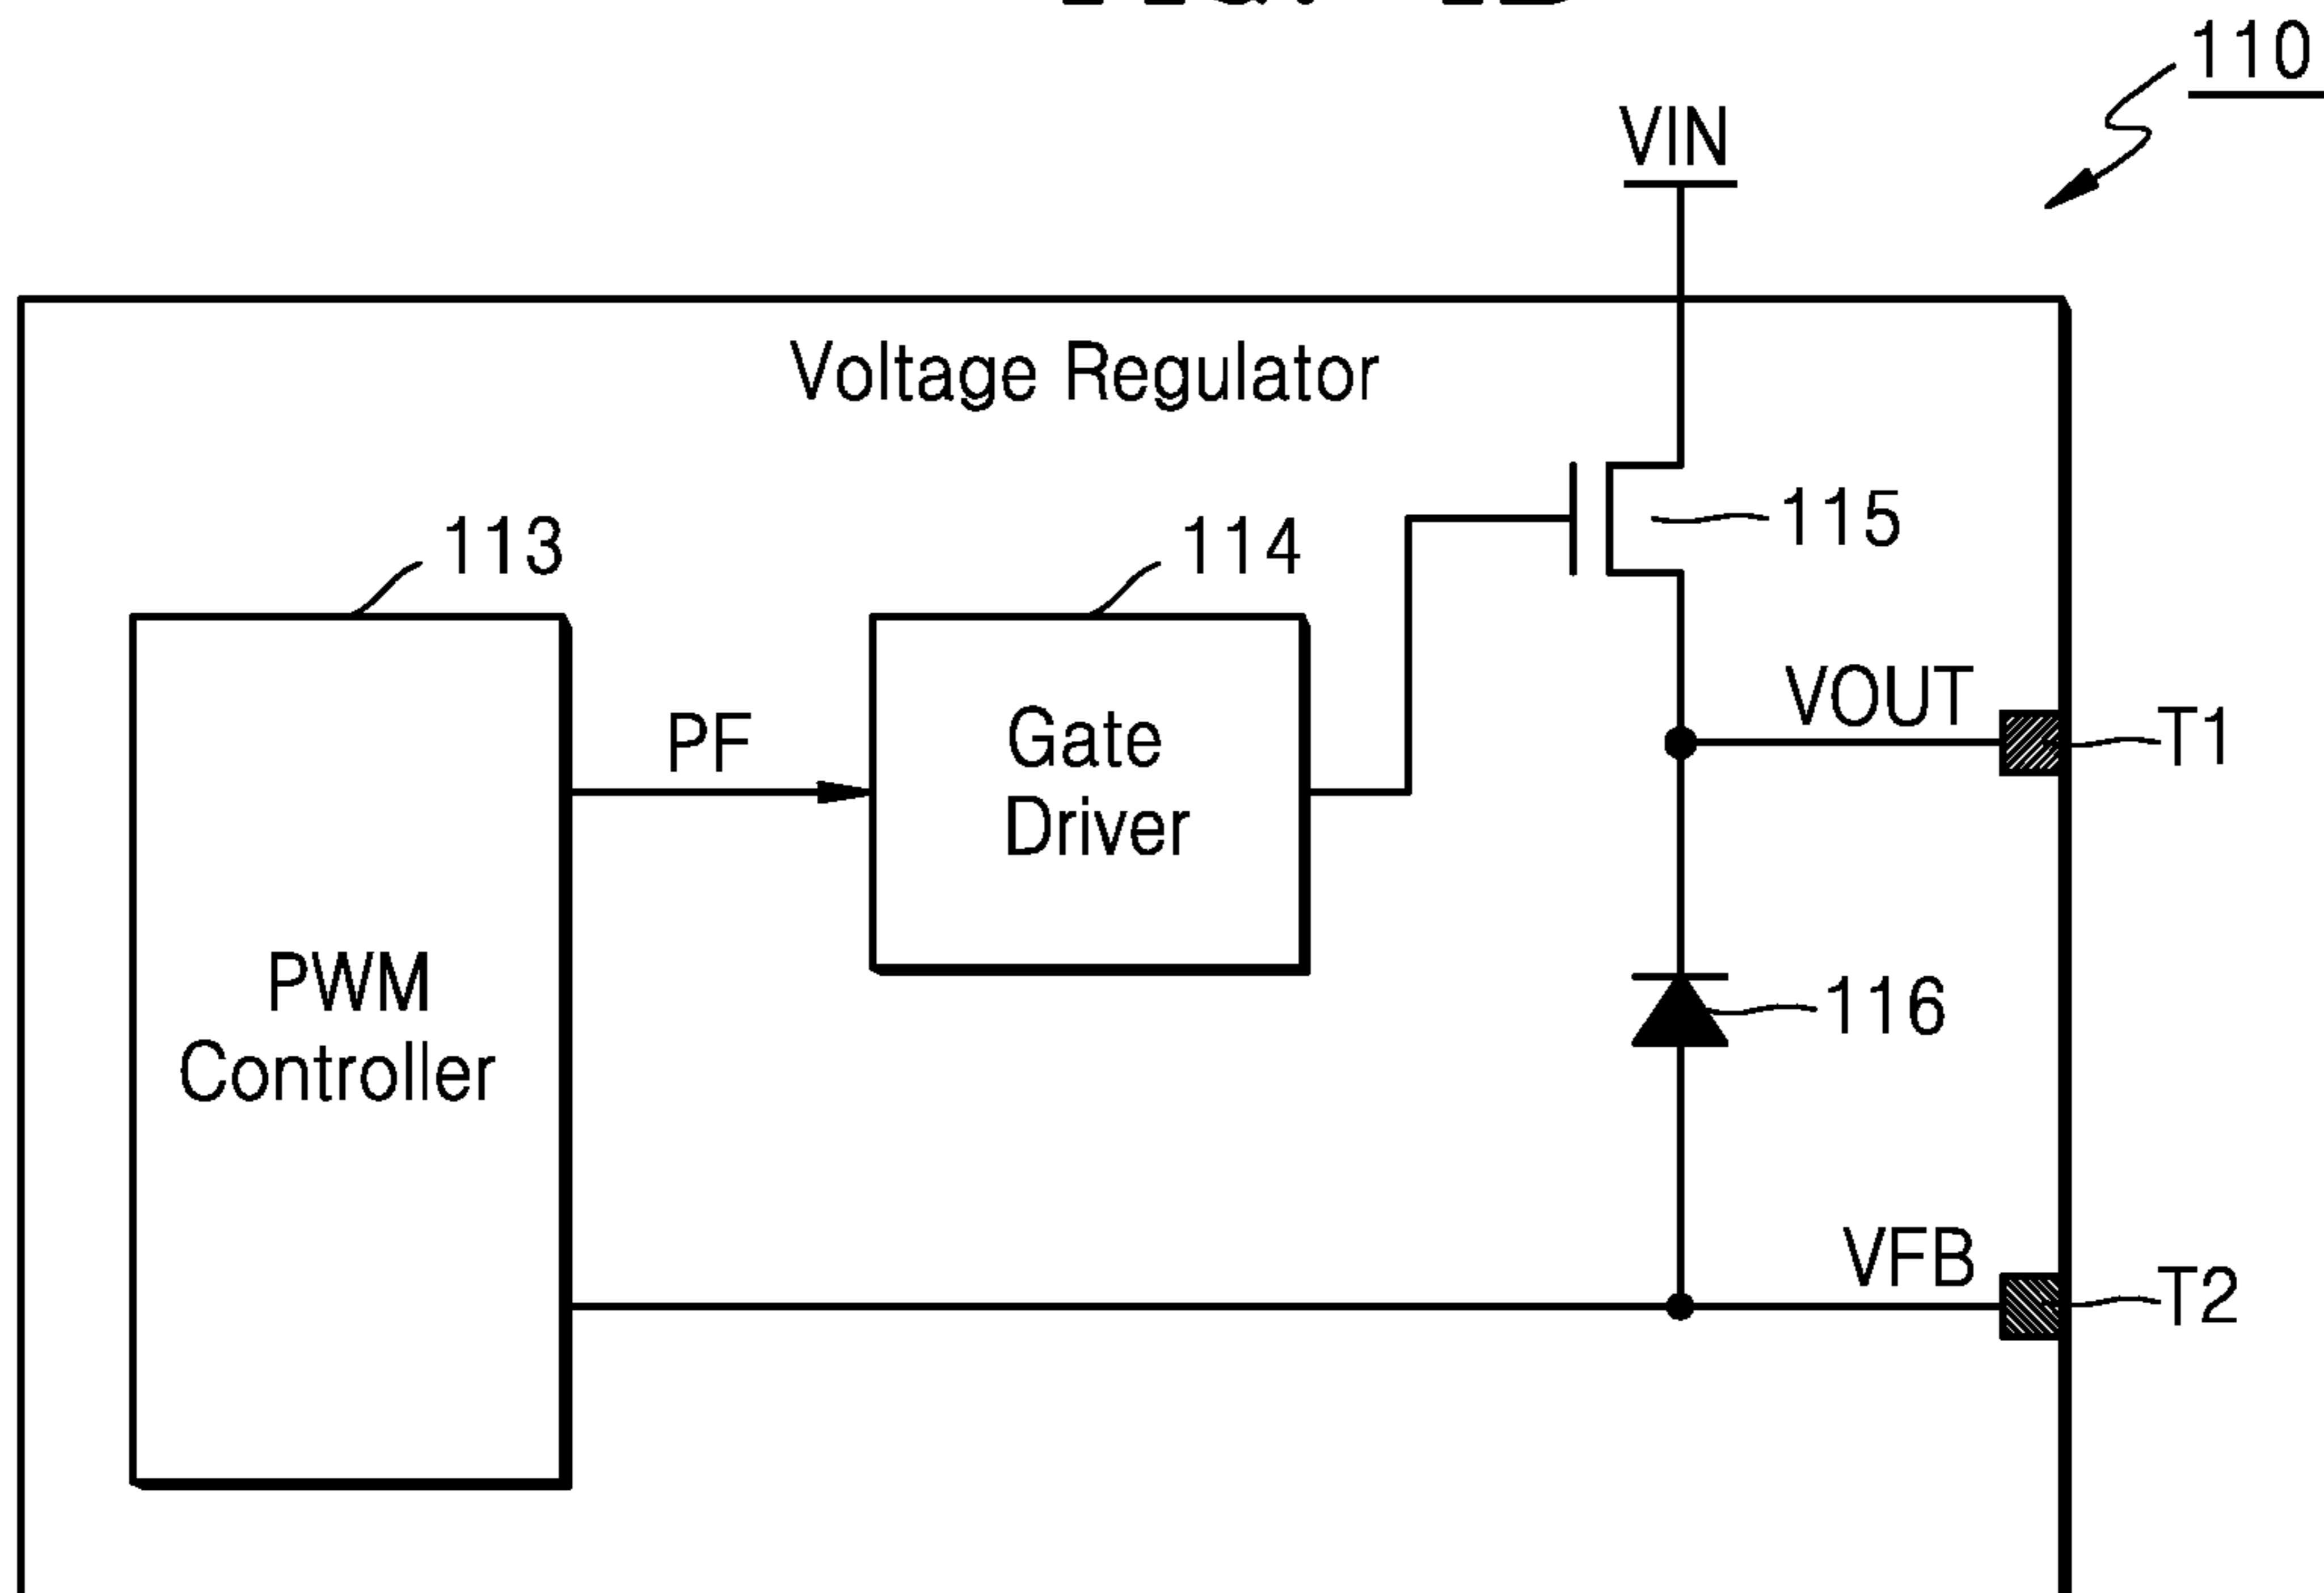 110
VIN
Voltage Regulator
115
113
114
VOUT
T1
PF
Gate
Driver
PWM
Controller
116
VFB
T2